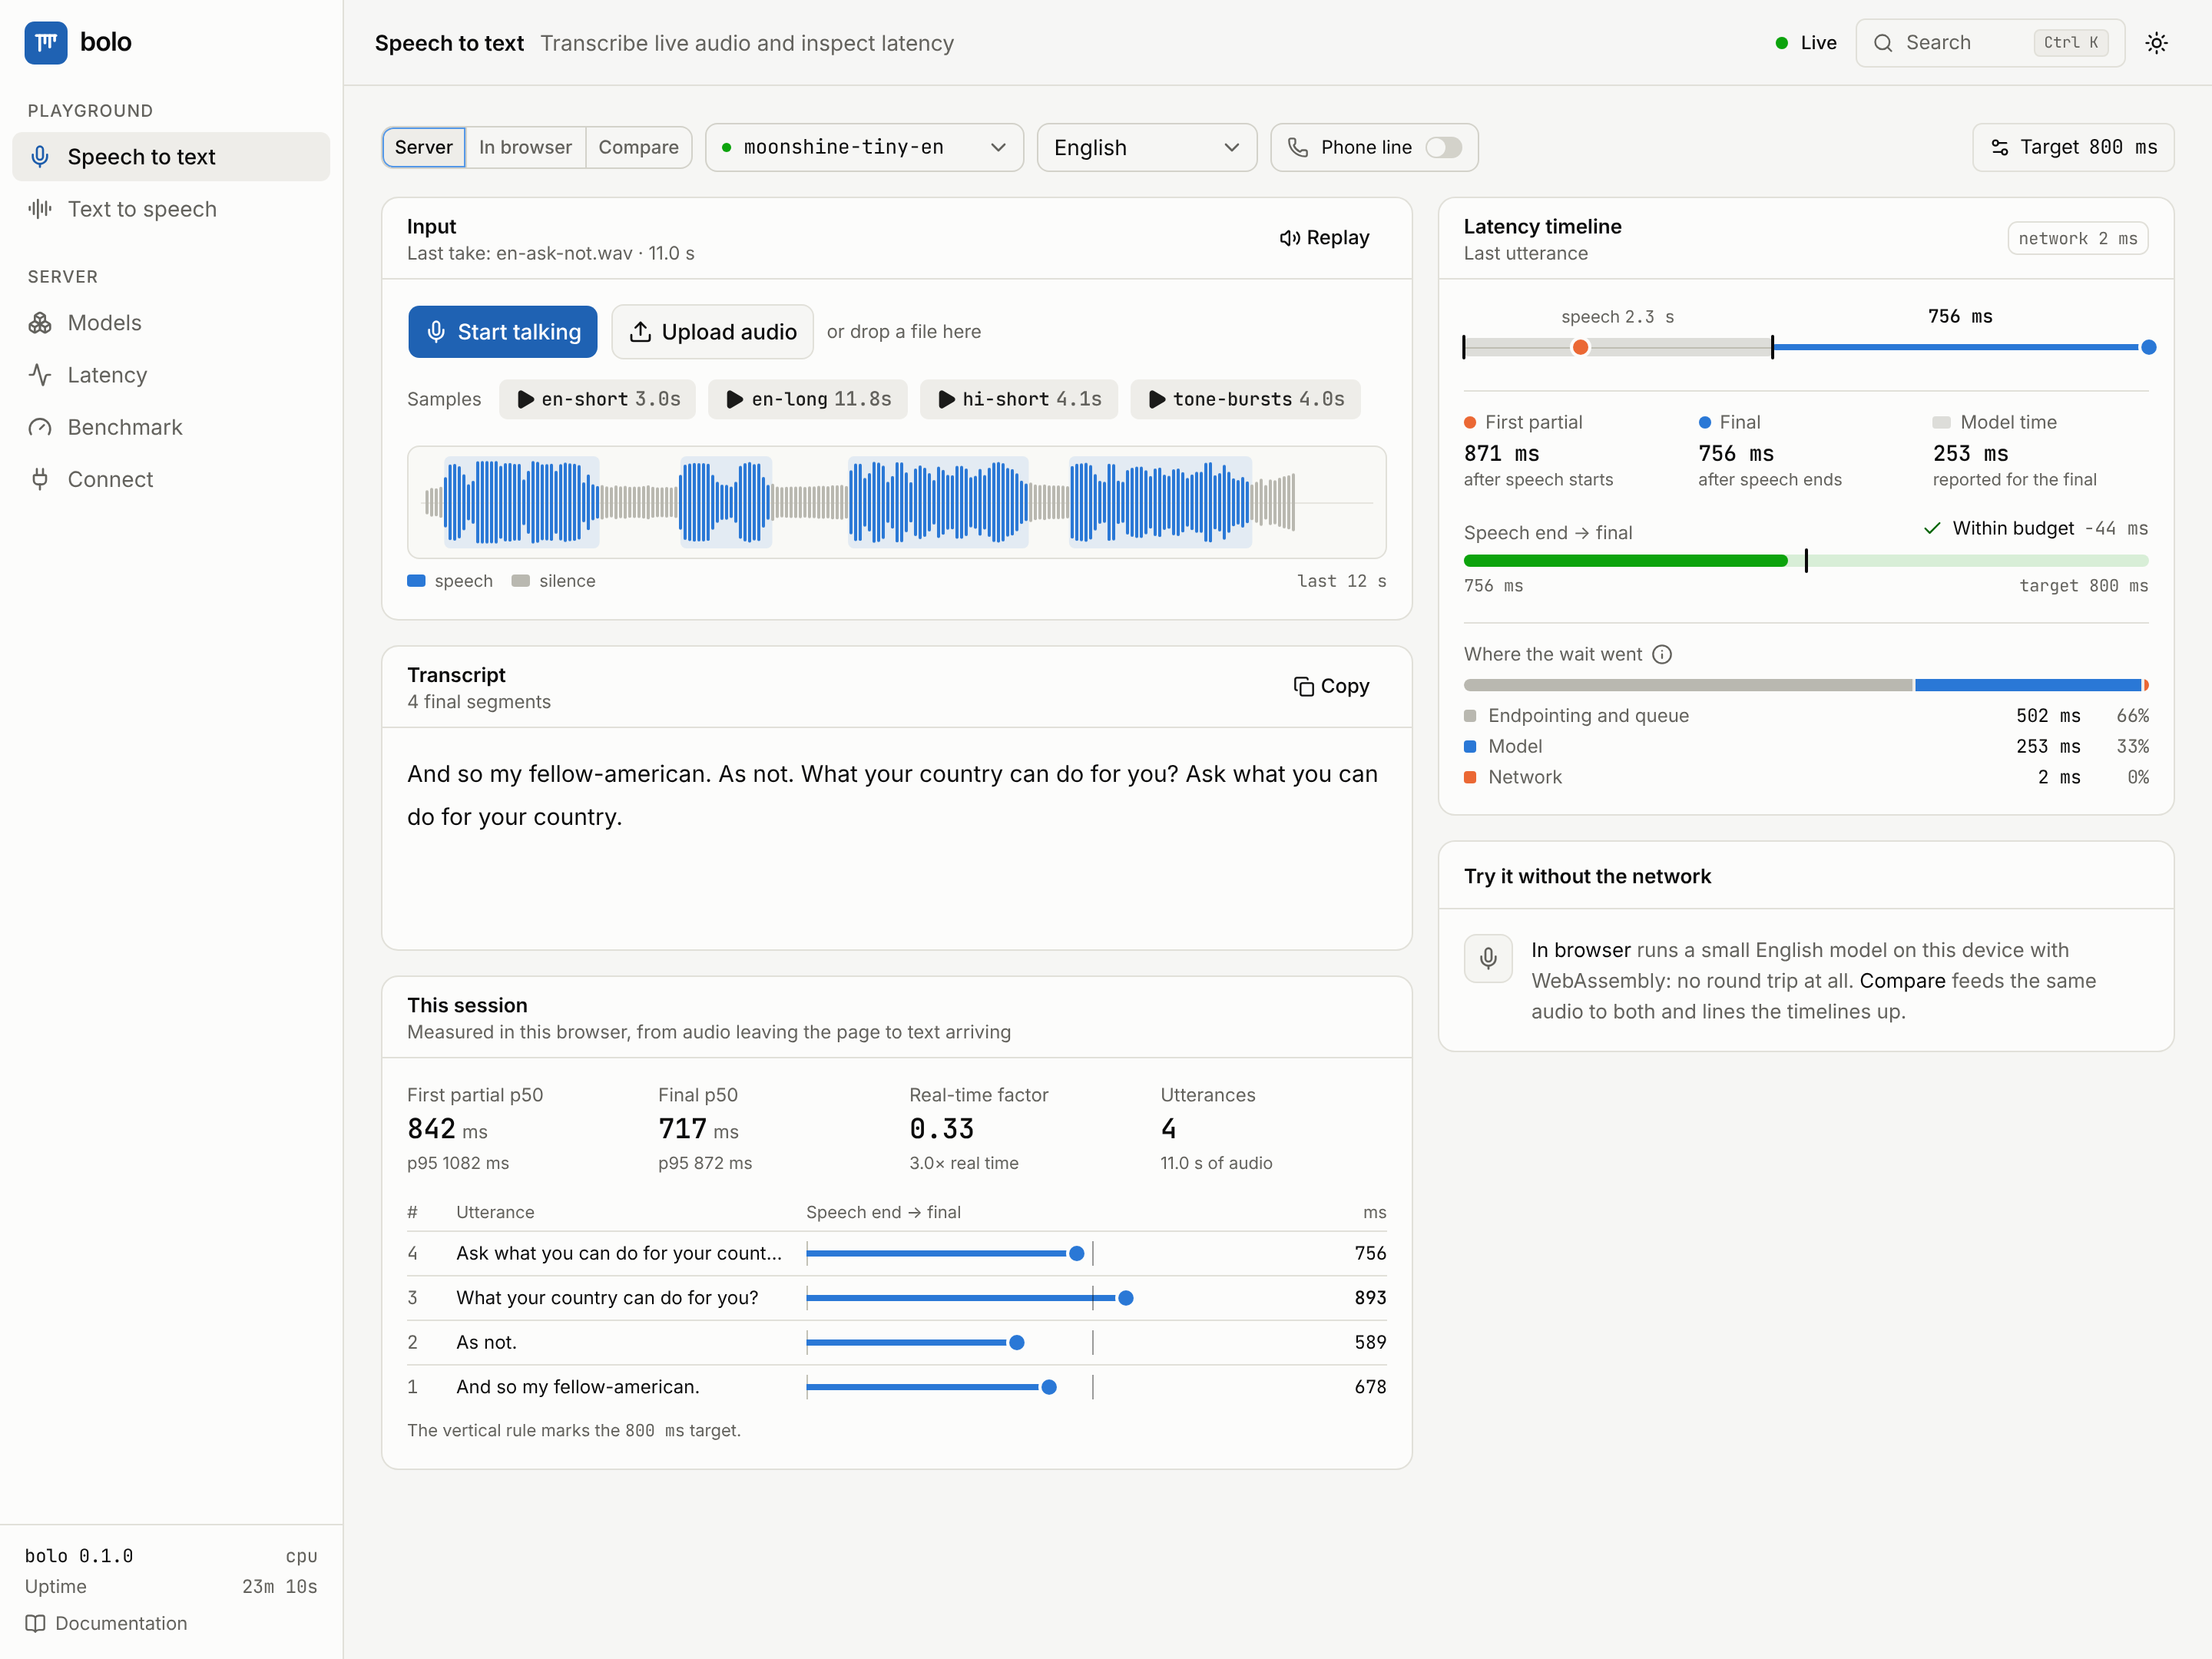 bolo
PLAYGROUND
Speech to text
Text to speech
SERVER
Models
Latency
Benchmark
Connect
bolo 0.1.0 cpu
Uptime 23m 10s
Documentation
Speech to text Transcribe live audio and inspect latency
Live
Search Ctrl K
Server In browser Compare
moonshine-tiny-en
English
Phone line
Target 800 ms
Input
Last take: en-ask-not.wav · 11.0 s
Replay
Start talking
Upload audio
or drop a file here
Samples
en-short 3.0s
en-long 11.8s
hi-short 4.1s
tone-bursts 4.0s
speech silence last 12 s
Transcript
4 final segments
Copy
And so my fellow-american. As not. What your country can do for you? Ask what you can
do for your country.
This session
Measured in this browser, from audio leaving the page to text arriving
First partial p50 Final p50 Real-time factor Utterances
842 ms 717 ms 0.33 4
p95 1082 ms p95 872 ms 3.0× real time 11.0 s of audio
# Utterance Speech end → final ms
4 Ask what you can do for your count... 756
3 What your country can do for you? 893
2 As not. 589
1 And so my fellow-american. 678
The vertical rule marks the 800 ms target.
Latency timeline
Last utterance
network 2 ms
speech 2.3 s 756 ms
First partial Final Model time
871 ms 756 ms 253 ms
after speech starts after speech ends reported for the final
Speech end → final Within budget -44 ms
756 ms target 800 ms
Where the wait went
Endpointing and queue 502 ms 66%
Model 253 ms 33%
Network 2 ms 0%
Try it without the network
In browser runs a small English model on this device with
WebAssembly: no round trip at all. Compare feeds the same
audio to both and lines the timelines up.